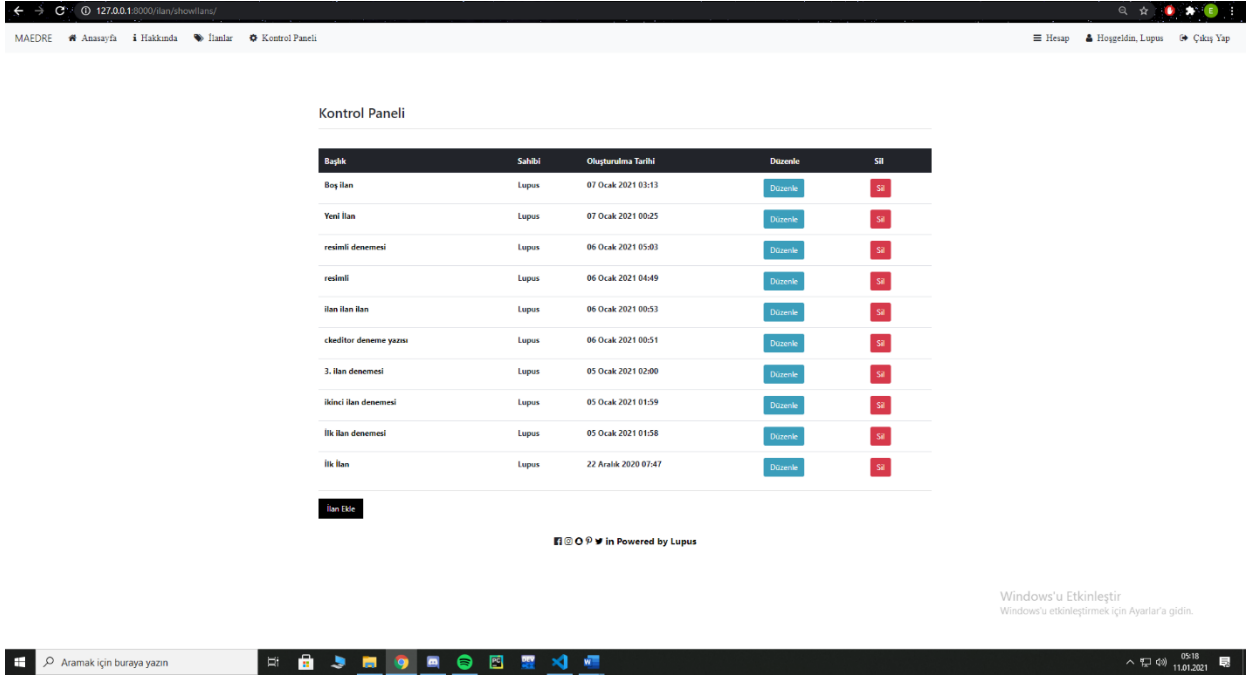 127.0.0.1:8000/ilan/showIlans/
MAEDRE Anasayfa Hakkında İlanlar Kontrol Paneli Hesap Hoşgeldin, Lupus Çıkış Yap
Kontrol Paneli
Başlık Sahibi Oluşturulma Tarihi Düzenle Sil
Boş ilan Lupus 07 Ocak 2021 03:13 Düzenle Sil
Yeni İlan Lupus 07 Ocak 2021 00:25 Düzenle Sil
resimli denemesi Lupus 06 Ocak 2021 05:03 Düzenle Sil
resimli Lupus 06 Ocak 2021 04:49 Düzenle Sil
ilan ilan ilan Lupus 06 Ocak 2021 00:53 Düzenle Sil
ckeditor deneme yazısı Lupus 06 Ocak 2021 00:51 Düzenle Sil
3. ilan denemesi Lupus 05 Ocak 2021 02:00 Düzenle Sil
ikinci ilan denemesi Lupus 05 Ocak 2021 01:59 Düzenle Sil
İlk ilan denemesi Lupus 05 Ocak 2021 01:58 Düzenle Sil
İlk İlan Lupus 22 Aralık 2020 07:47 Düzenle Sil
İlan Ekle
Powered by Lupus
Windows'u Etkinleştir
Windows'u etkinleştirmek için Ayarlar'a gidin.
Aramak için buraya yazın 05:18
11.01.2021